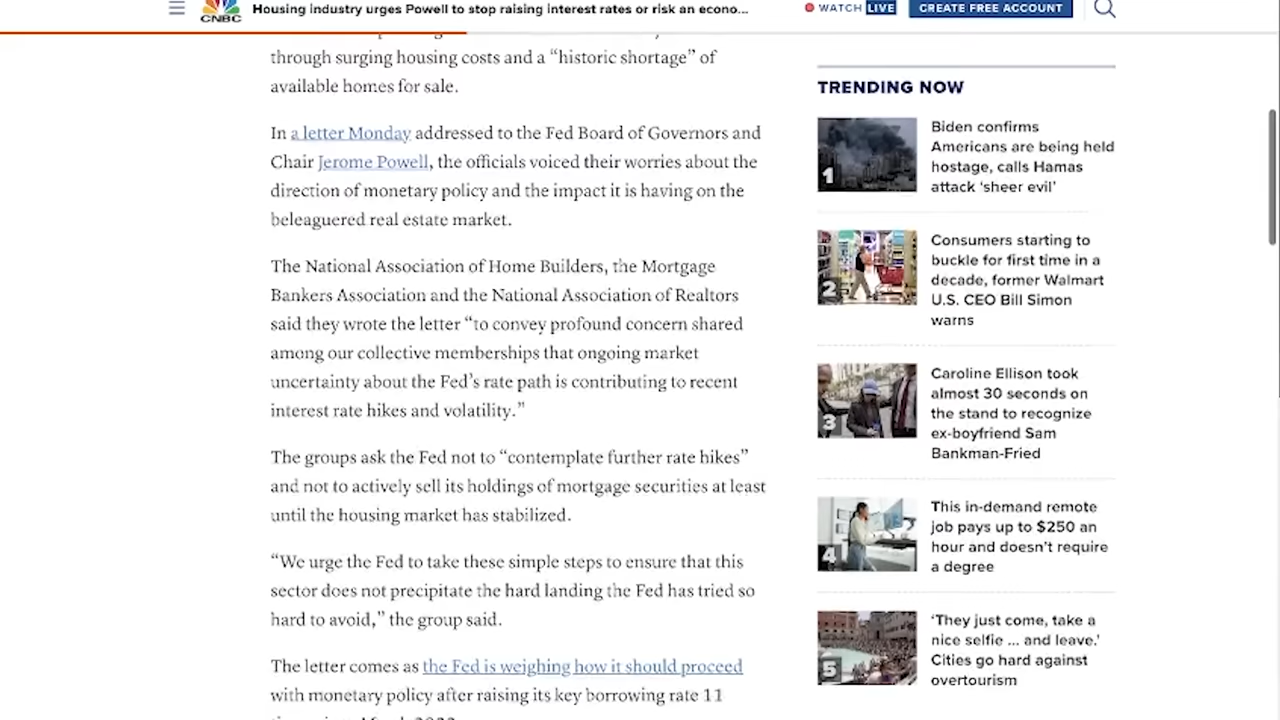 CNBC
Housing industry urges Powell to stop raising interest rates or risk an econo...
WATCH LIVE
CREATE FREE ACCOUNT
through surging housing costs and a “historic shortage” of
available homes for sale.
In a letter Monday addressed to the Fed Board of Governors and
Chair Jerome Powell, the officials voiced their worries about the
direction of monetary policy and the impact it is having on the
beleaguered real estate market.
The National Association of Home Builders, the Mortgage
Bankers Association and the National Association of Realtors
said they wrote the letter “to convey profound concern shared
among our collective memberships that ongoing market
uncertainty about the Fed’s rate path is contributing to recent
interest rate hikes and volatility.”
The groups ask the Fed not to “contemplate further rate hikes”
and not to actively sell its holdings of mortgage securities at least
until the housing market has stabilized.
“We urge the Fed to take these simple steps to ensure that this
sector does not precipitate the hard landing the Fed has tried so
hard to avoid,” the group said.
The letter comes as the Fed is weighing how it should proceed
with monetary policy after raising its key borrowing rate 11
TRENDING NOW
1
Biden confirms
Americans are being held
hostage, calls Hamas
attack ‘sheer evil’
2
Consumers starting to
buckle for first time in a
decade, former Walmart
U.S. CEO Bill Simon
warns
3
Caroline Ellison took
almost 30 seconds on
the stand to recognize
ex-boyfriend Sam
Bankman-Fried
4
This in-demand remote
job pays up to $250 an
hour and doesn’t require
a degree
5
‘They just come, take a
nice selfie ... and leave.’
Cities go hard against
overtourism